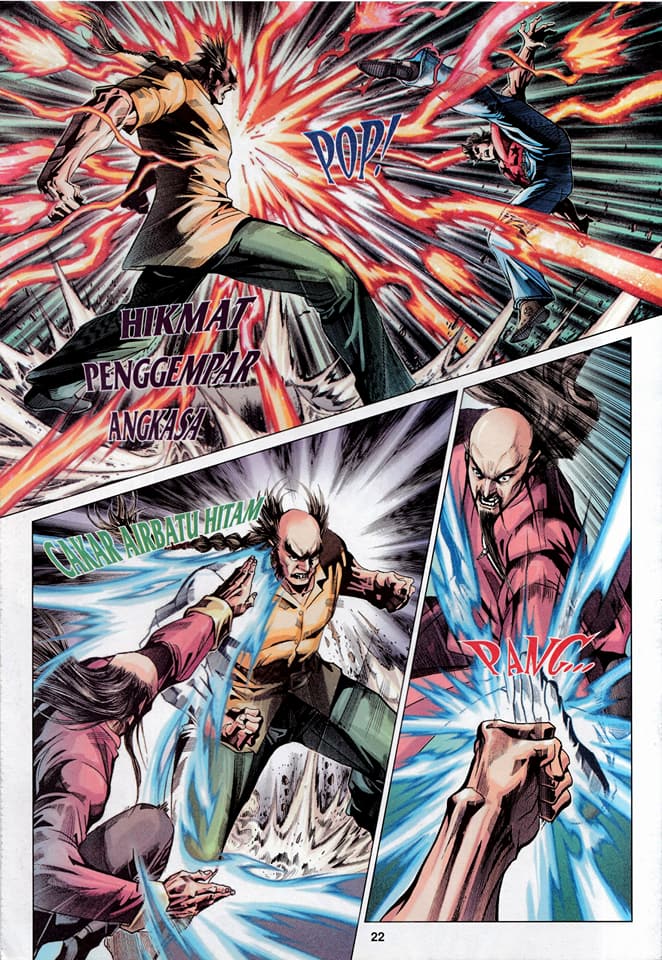 POP!
HIKMAT
PENGGEMPAR
ANGKASA
CAKAR AIRBATU HITAM
PANG...
22